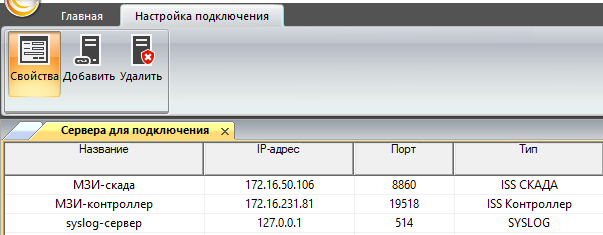 Главная Настройка подключения
Свойства Добавить Удалить
Сервера для подключения
Название IP-адрес Порт Тип
МЗИ-скада 172.16.50.106 8860 ISS СКАДА
МЗИ-контроллер 172.16.231.81 19518 ISS Контроллер
syslog-сервер 127.0.0.1 514 SYSLOG